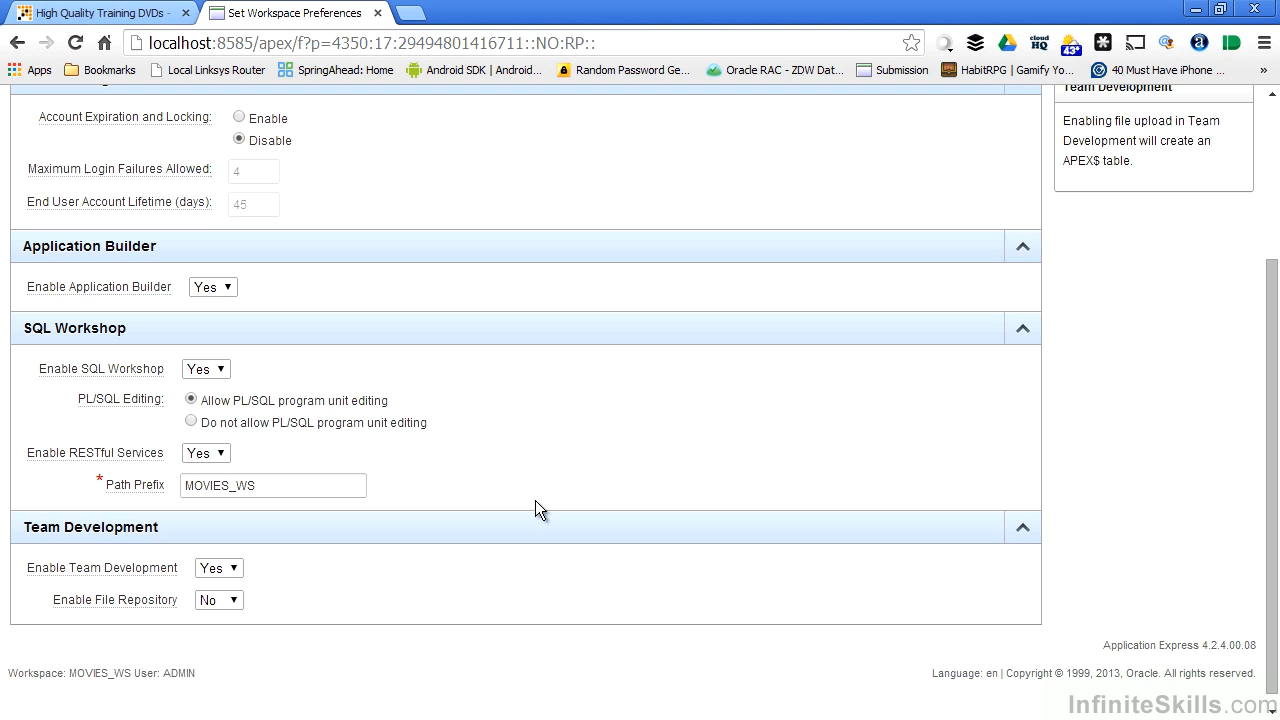 High Quality Training DVDs -
Set Workspace Preferences
localhost:8585/apex/f?p=4350:17:29494801416711::NO:RP::
43°
cloud
HQ
Apps
Bookmarks
Local Linksys Router
SpringAhead: Home
Android SDK | Android...
Random Password Ge...
Oracle RAC - ZDW Dat...
Submission
HabitRPG | Gamify Yo...
40 Must Have iPhone ...
»
Team Development
Enabling file upload in Team
Development will create an
APEX$ table.
Account Expiration and Locking:
Enable
Disable
Maximum Login Failures Allowed:
4
End User Account Lifetime (days):
45
Application Builder
Enable Application Builder
Yes
SQL Workshop
Enable SQL Workshop
Yes
PL/SQL Editing:
Allow PL/SQL program unit editing
Do not allow PL/SQL program unit editing
Enable RESTful Services
Yes
* Path Prefix
MOVIES_WS
Team Development
Enable Team Development
Yes
Enable File Repository
No
Application Express 4.2.4.00.08
Workspace: MOVIES_WS User: ADMIN
Language: en | Copyright © 1999, 2013, Oracle. All rights reserved.
InfiniteSkills.com